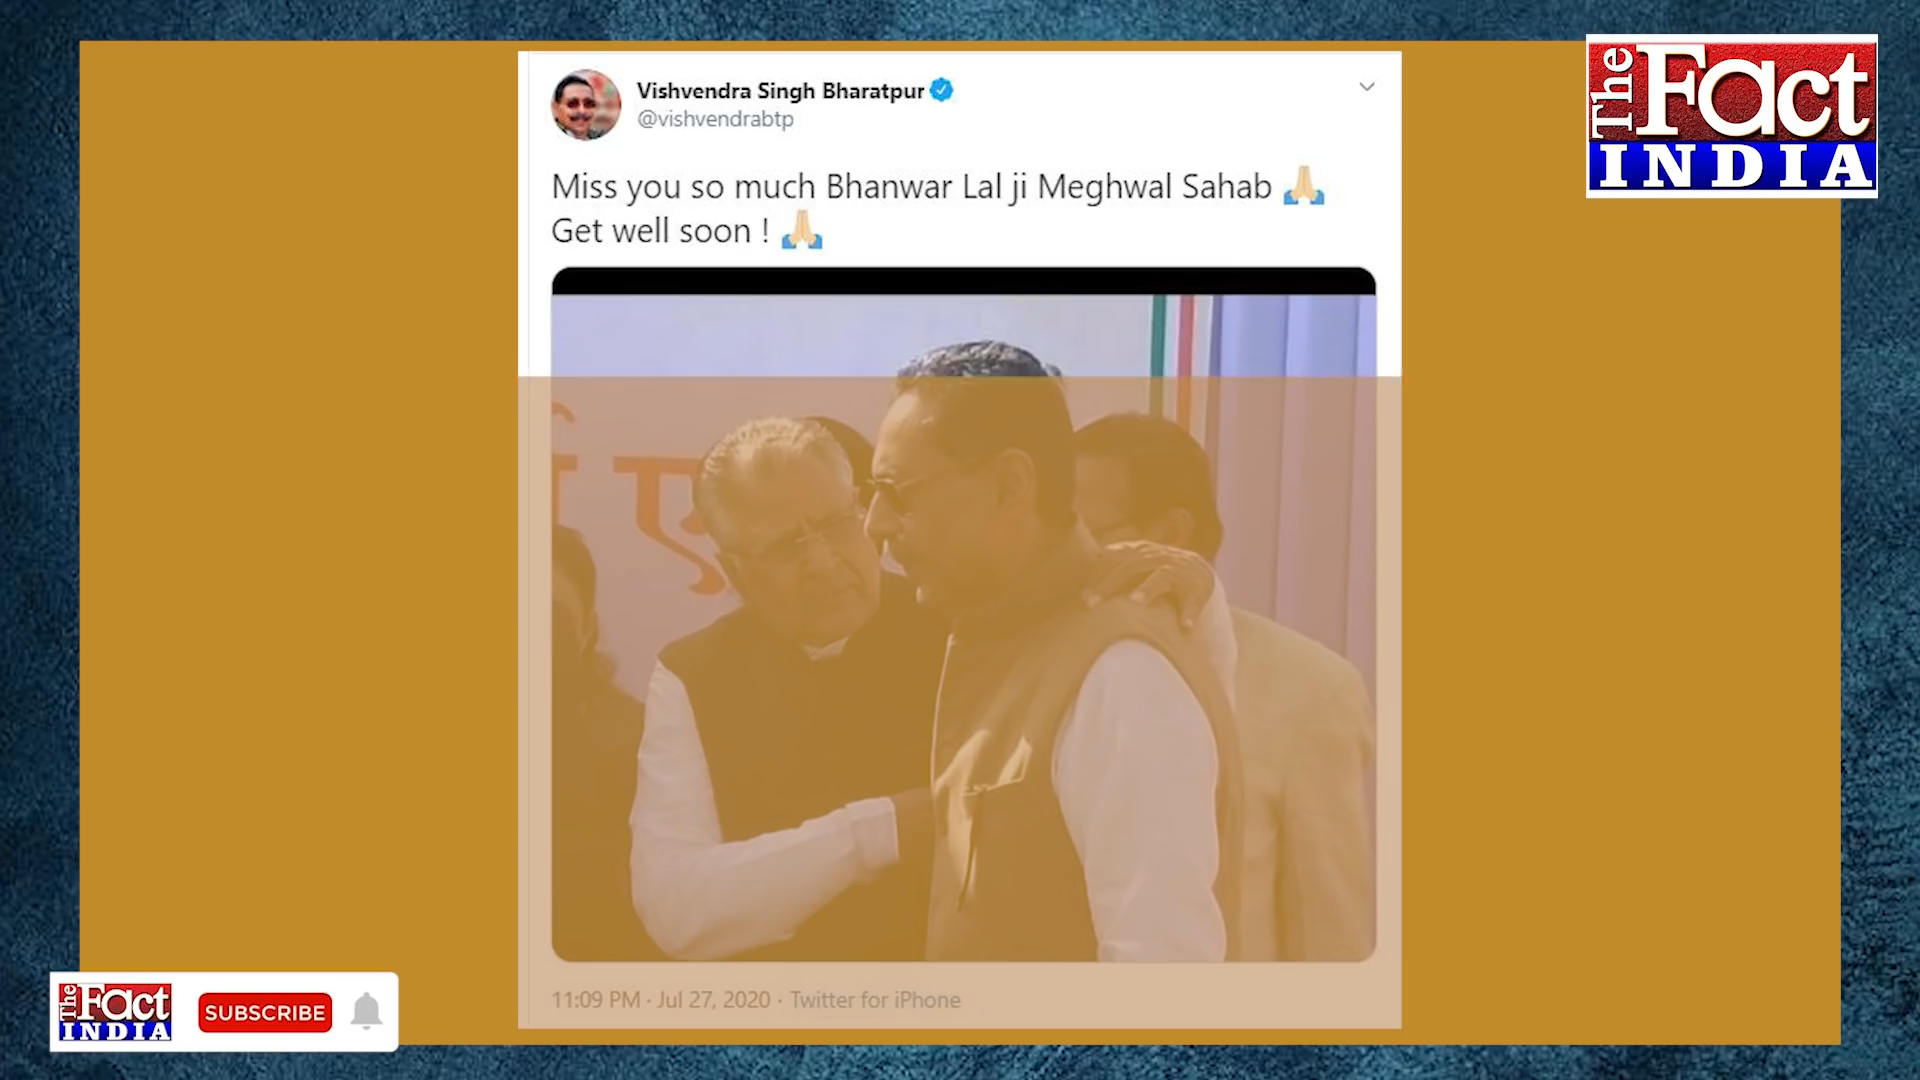 The Fact
INDIA
Vishvendra Singh Bharatpur
@vishvendrabtp
Miss you so much Bhanwar Lal ji Meghwal Sahab 🙏🏼
Get well soon ! 🙏🏼
11:09 PM · Jul 27, 2020 · Twitter for iPhone
The Fact
INDIA
SUBSCRIBE